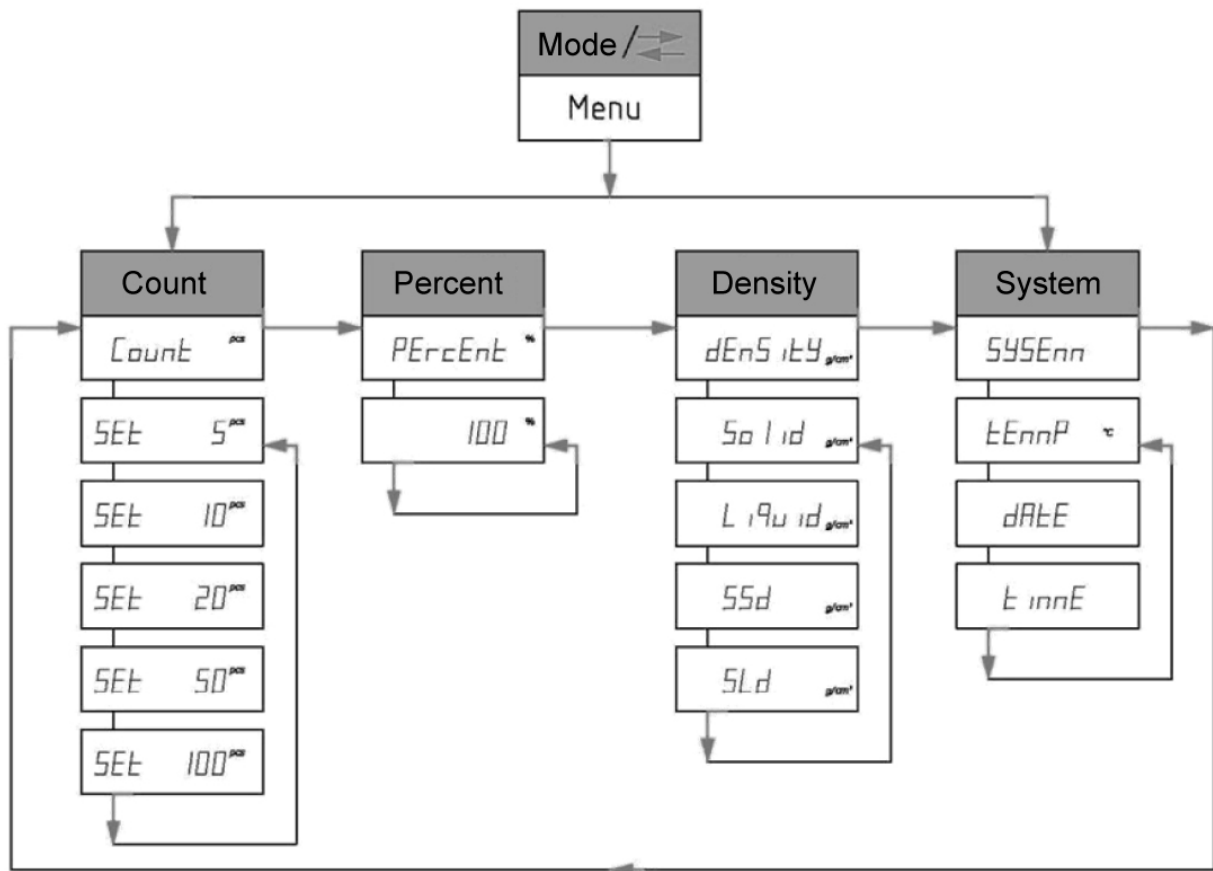 Mode /
Menu
Count
Count pcs
SEt 5 pcs
SEt 10 pcs
SEt 20 pcs
SEt 50 pcs
SEt 100 pcs
Percent
PErcEnt %
100 %
Density
dEnSitY g/cm³
Solid g/cm³
Liquid g/cm³
SSd g/cm³
SLd g/cm³
System
SYSEnn
tEnnP °C
dAtE
tinnE